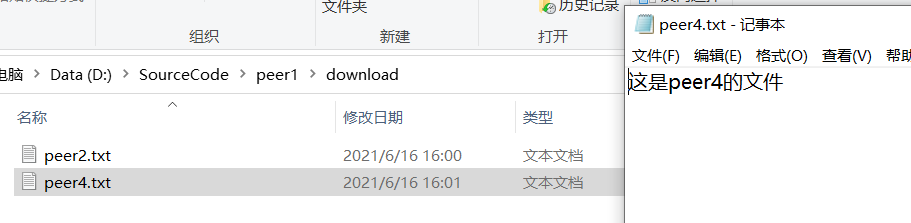 文件夹
历史记录
组织
新建
打开
电脑 > Data (D:) > SourceCode > peer1 > download
名称
修改日期
类型
peer2.txt
2021/6/16 16:00
文本文档
peer4.txt
2021/6/16 16:01
文本文档
peer4.txt - 记事本
文件(F) 编辑(E) 格式(O) 查看(V) 帮助
这是peer4的文件